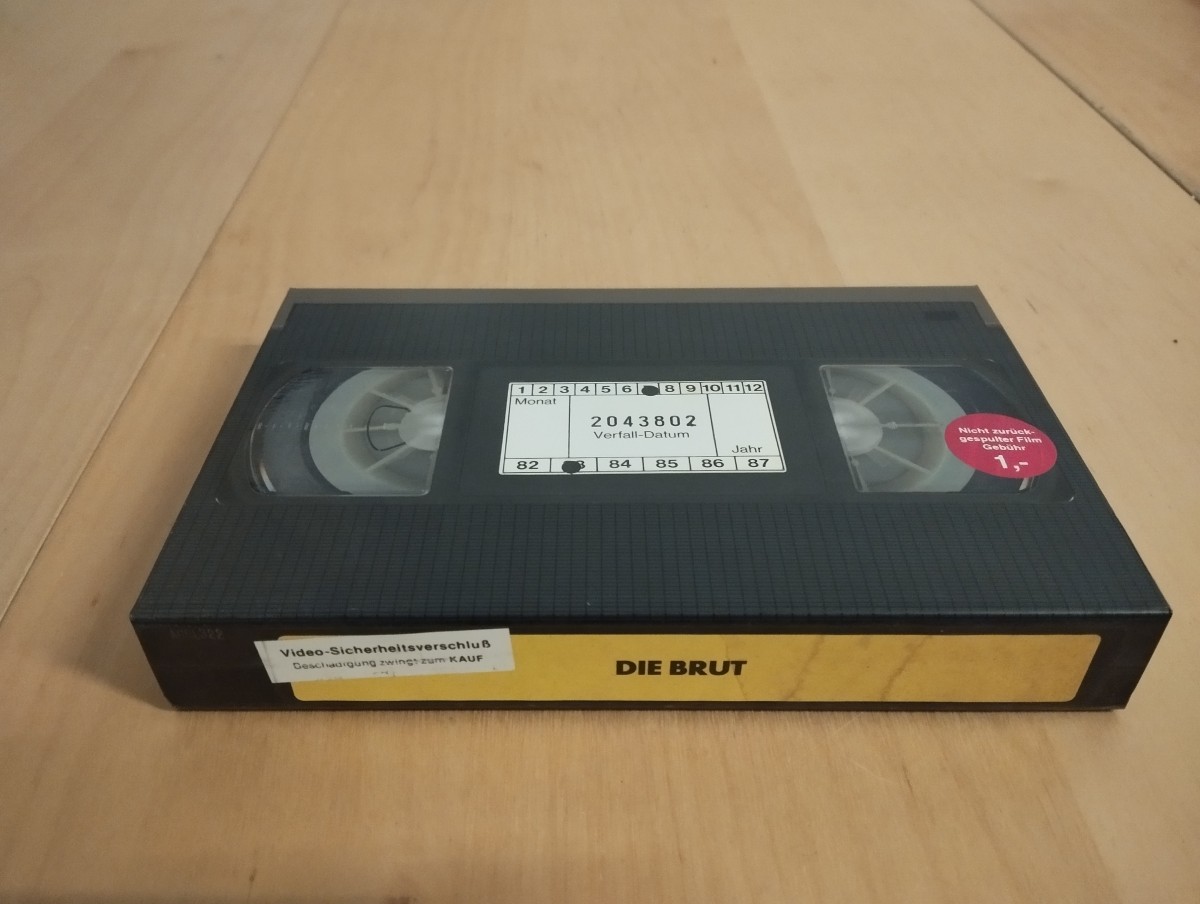 1 2 3 4 5 6 8 9 10 11 12
Monat
2043802
Verfall-Datum
Jahr
82 84 85 86 87
Nicht zurück-
gespulter Film
Gebühr
1,-
Video-Sicherheitsverschluß
Beschädigung zwingt zum KAUF
DIE BRUT